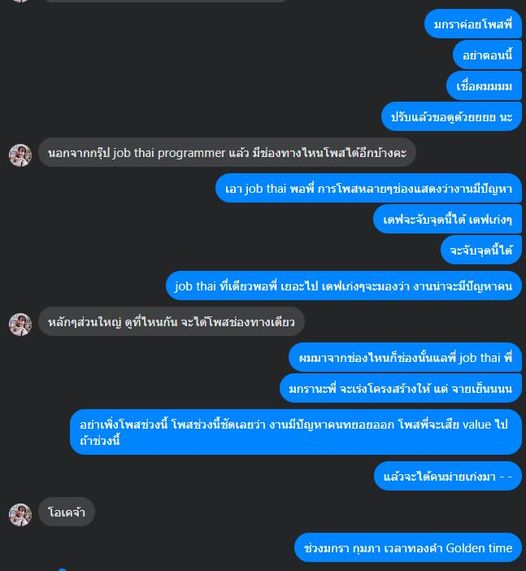 มกราค่อยโพสพี่
อย่าตอนนี้
เชื่อผมมมม
ปรับแล้วขอดูด้วยยยย นะ
นอกจากกรุ๊ป job thai programmer แล้ว มีช่องทางไหนโพสได้อีกบ้างคะ
เอา job thai พอพี่ การโพสหลายๆช่องแสดงว่างานมีปัญหา
เดฟจะจับจุดนี้ได้ เดฟเก่งๆ
จะจับจุดนี้ได้
job thai ที่เดียวพอพี่ เยอะไป เดฟเก่งๆจะมองว่า งานน่าจะมีปัญหาคน
หลักๆส่วนใหญ่ ดูที่ไหนกัน จะได้โพสช่องทางเดียว
ผมมาจากช่องไหนก็ช่องนั้นแลพี่ job thai พี่
มกรานะพี่ จะเร่งโครงสร้างให้ แต่ จายเย็นนนน
อย่าเพิ่งโพสช่วงนี้ โพสช่วงนี้ชัดเลยว่า งานมีปัญหาคนทยอยออก โพสพี่จะเสีย value ไป
ถ้าช่วงนี้
แล้วจะได้คนม่ายเก่งมา - -
โอเคจ้า
ช่วงมกรา กุมภา เวลาทองคำ Golden time